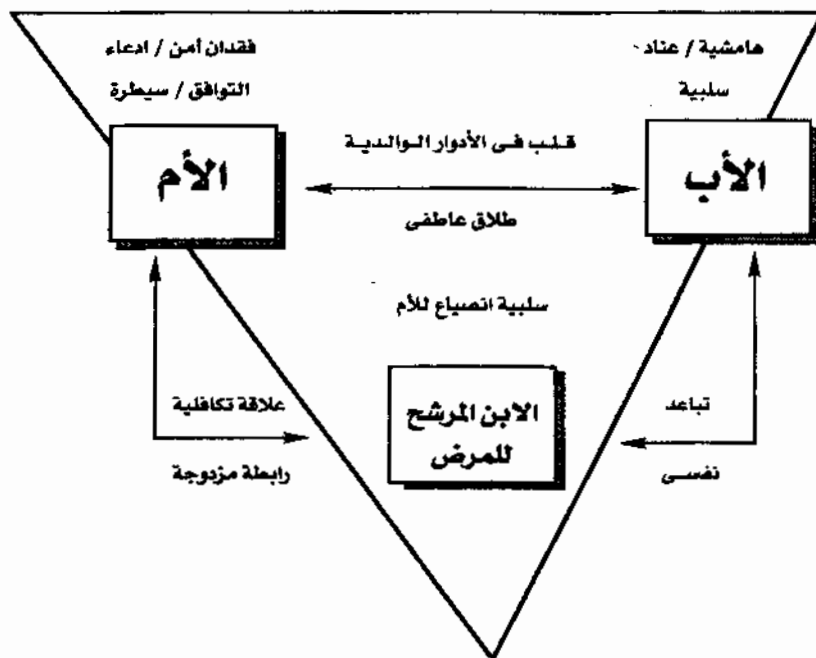 هامشية / عناد
سلبية
فقدان أمن / ادعاء
التوافق / سيطرة
الأب
قلب فى الأدوار الوالدية
طلاق عاطفى
الأم
سلبية انصياع للأم
الابن المرشح
للمرض
تباعد
نفسى
علاقة تكافلية
رابطة مزدوجة